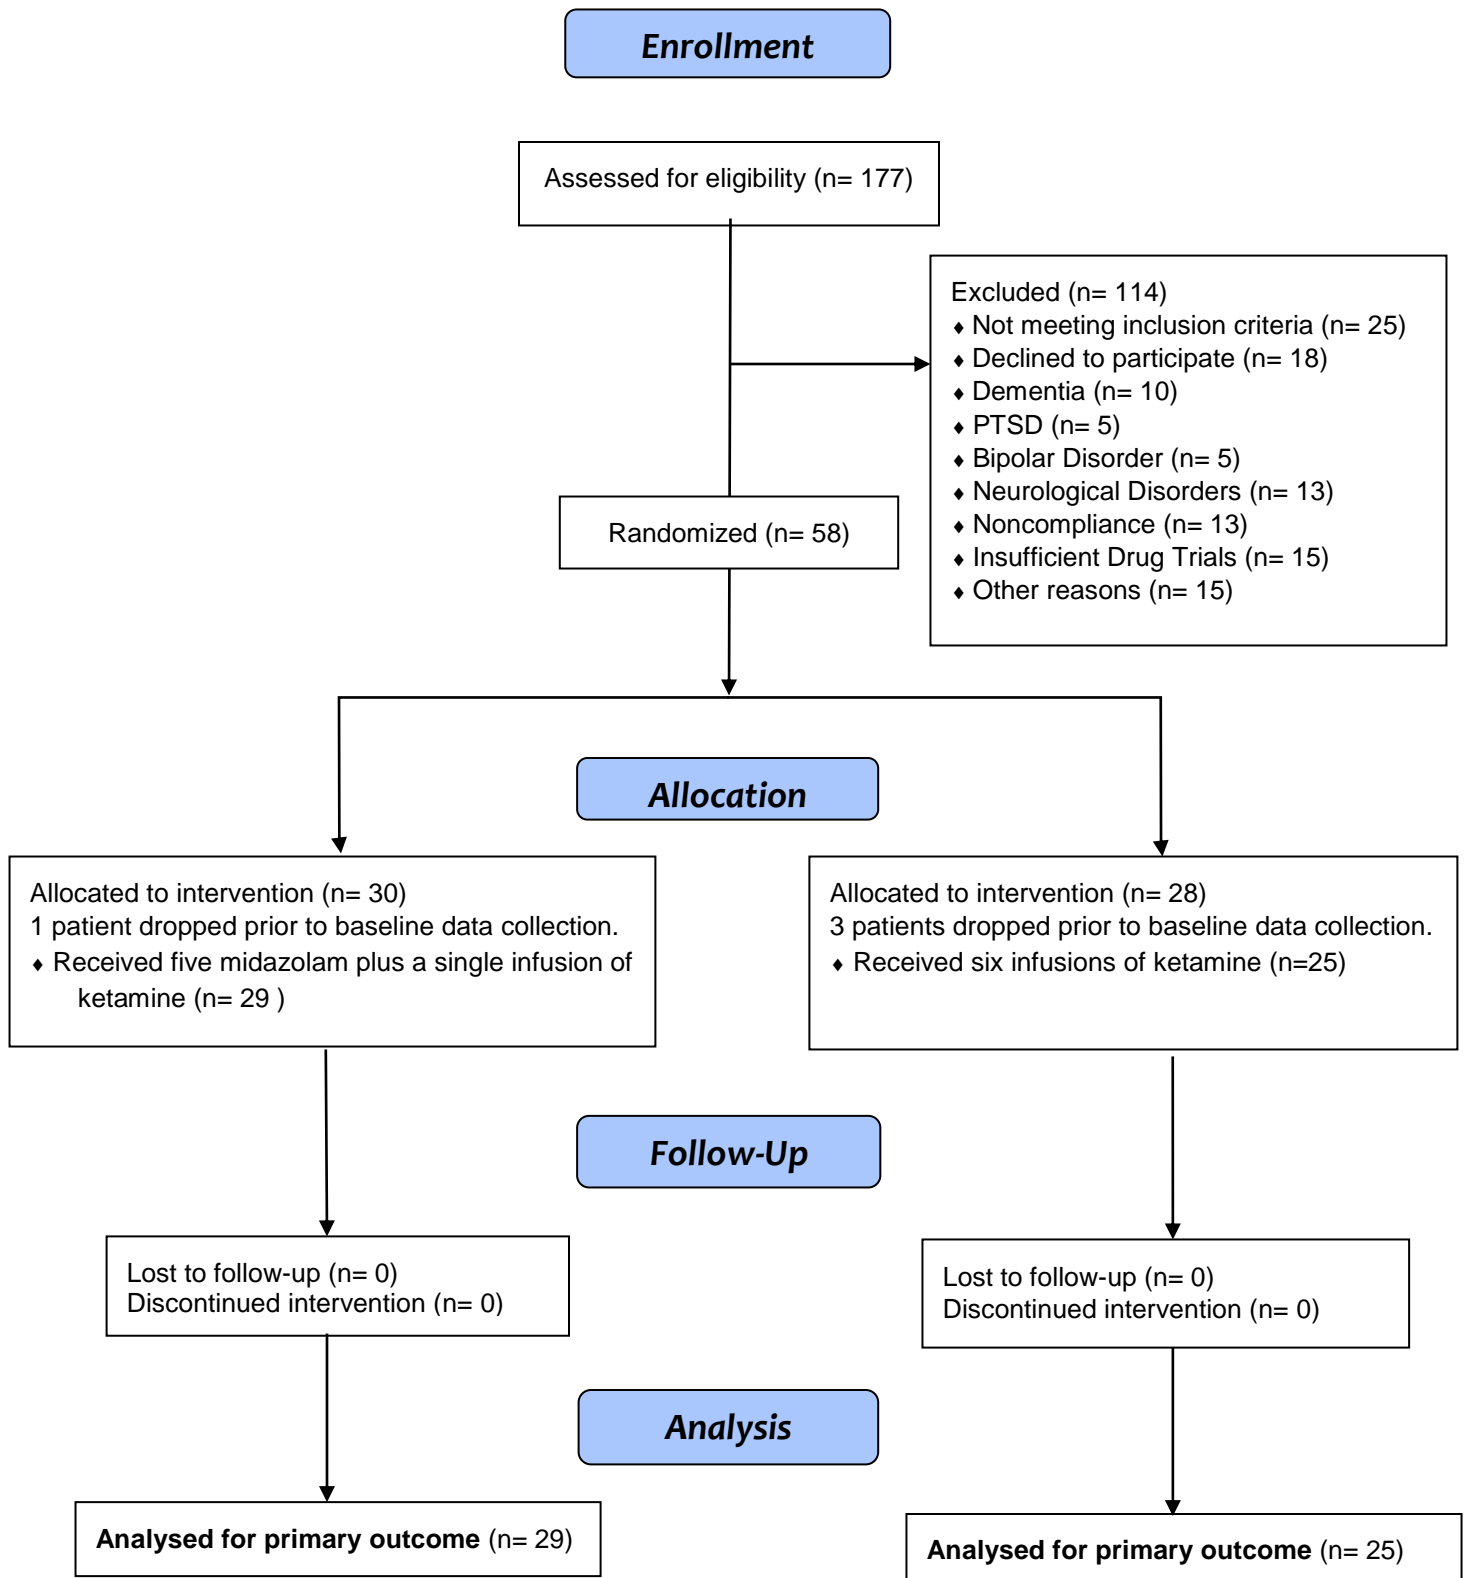 Enrollment
Assessed for eligibility (n= 177)
Excluded (n= 114)
♦ Not meeting inclusion criteria (n= 25)
♦ Declined to participate (n= 18)
♦ Dementia (n= 10)
♦ PTSD (n= 5)
♦ Bipolar Disorder (n= 5)
♦ Neurological Disorders (n= 13)
♦ Noncompliance (n= 13)
♦ Insufficient Drug Trials (n= 15)
♦ Other reasons (n= 15)
Randomized (n= 58)
Allocation
Allocated to intervention (n= 30)
1 patient dropped prior to baseline data collection.
♦ Received five midazolam plus a single infusion of
ketamine (n= 29 )
Allocated to intervention (n= 28)
3 patients dropped prior to baseline data collection.
♦ Received six infusions of ketamine (n=25)
Follow-Up
Lost to follow-up (n= 0)
Discontinued intervention (n= 0)
Lost to follow-up (n= 0)
Discontinued intervention (n= 0)
Analysis
Analysed for primary outcome (n= 29)
Analysed for primary outcome (n= 25)